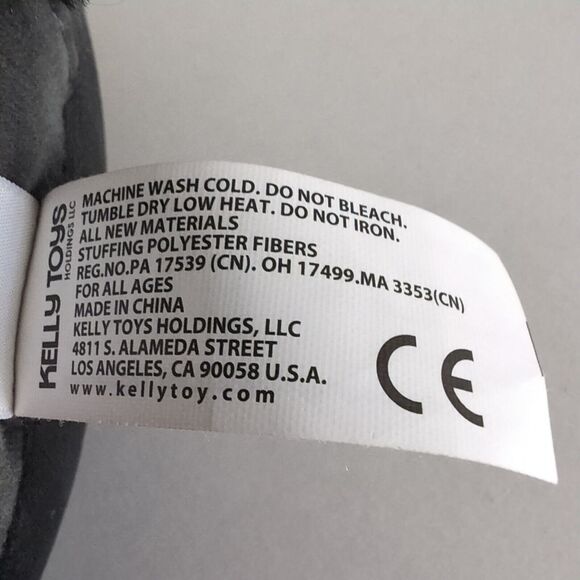 KELLY TOYS
HOLDINGS LLC
MACHINE WASH COLD. DO NOT BLEACH.
TUMBLE DRY LOW HEAT. DO NOT IRON.
ALL NEW MATERIALS
STUFFING POLYESTER FIBERS
REG.NO.PA 17539 (CN). OH 17499.MA 3353(CN)
FOR ALL AGES
MADE IN CHINA
KELLY TOYS HOLDINGS, LLC
4811 S. ALAMEDA STREET
LOS ANGELES, CA 90058 U.S.A.
www.kellytoy.com
CE